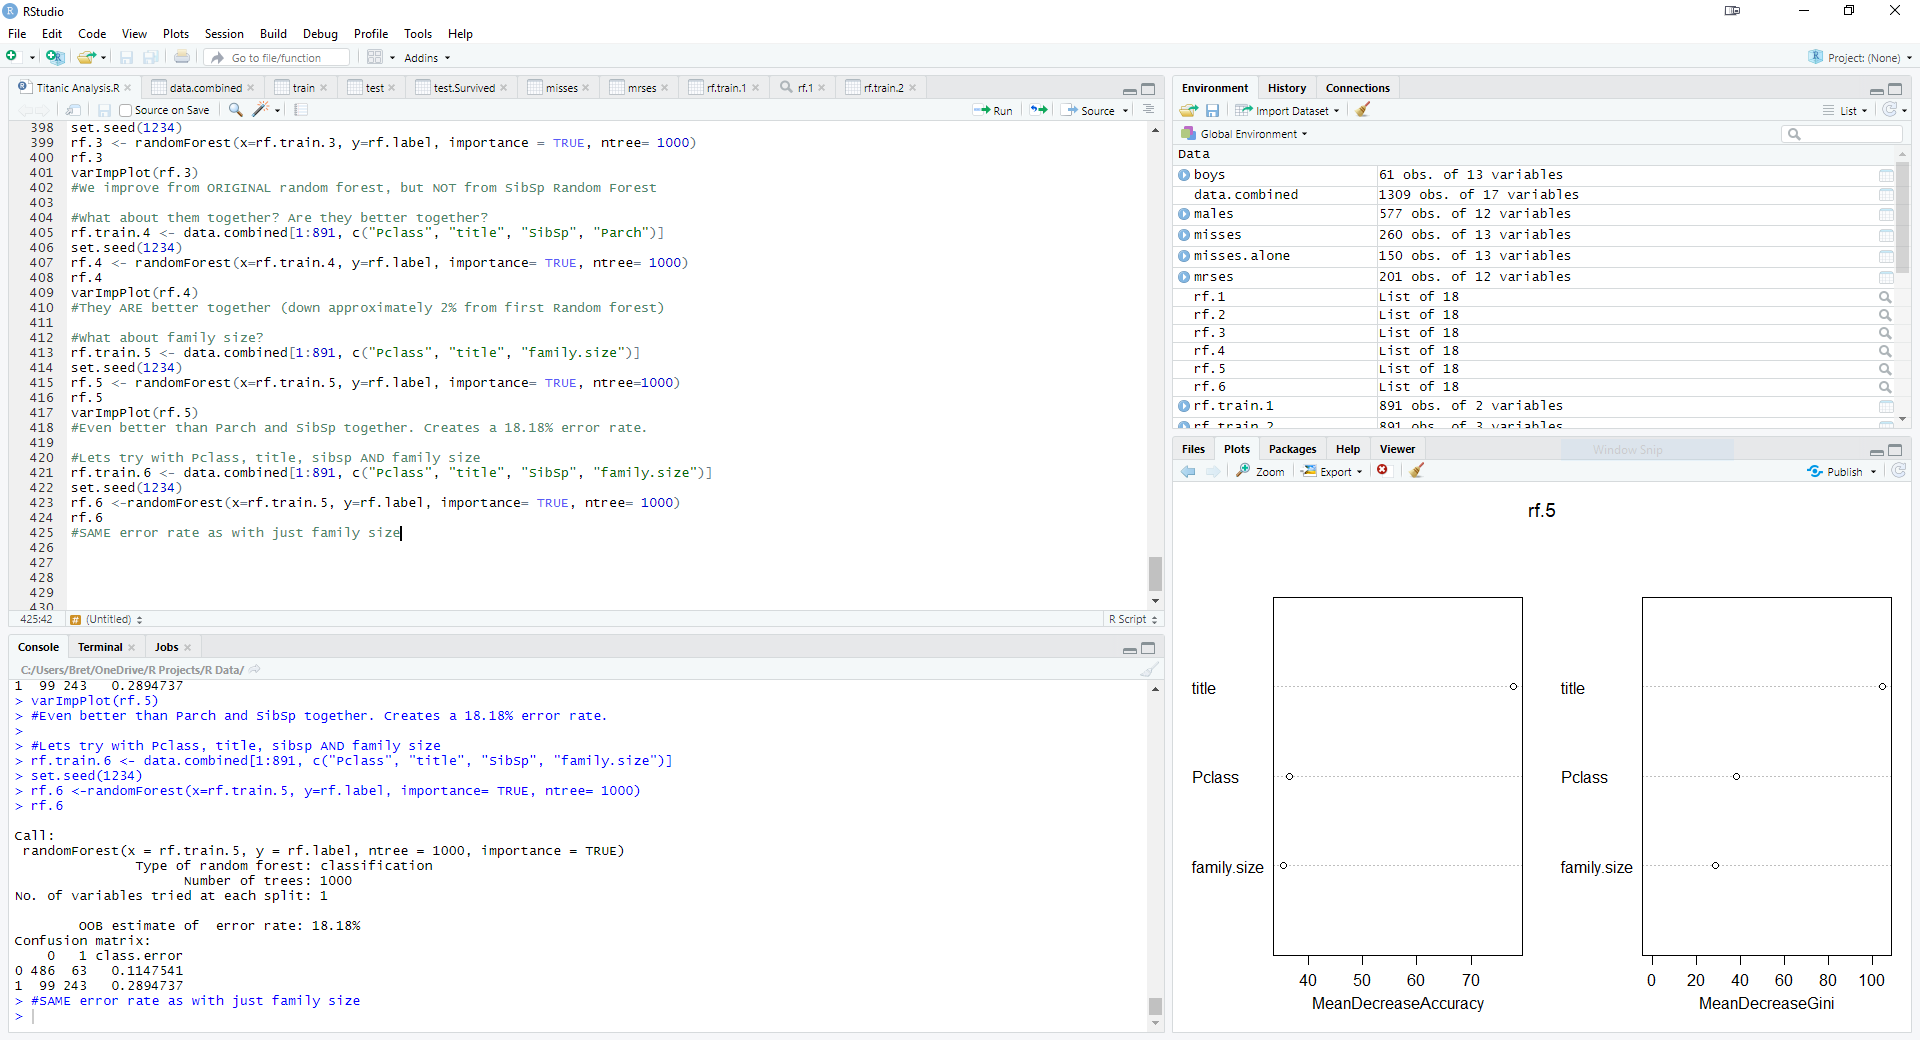 RStudio
File Edit Code View Plots Session Build Debug Profile Tools Help
Go to file/function Addins Project: (None)
Titanic Analysis.R data.combined train test test.Survived misses mrses rf.train.1 rf.1 rf.train.2
Source on Save Run Source
398 set.seed(1234)
399 rf.3 <- randomForest(x=rf.train.3, y=rf.label, importance = TRUE, ntree= 1000)
400 rf.3
401 varImpPlot(rf.3)
402 #We improve from ORIGINAL random forest, but NOT from SibSp Random Forest
403
404 #What about them together? Are they better together?
405 rf.train.4 <- data.combined[1:891, c("Pclass", "title", "SibSp", "Parch")]
406 set.seed(1234)
407 rf.4 <- randomForest(x=rf.train.4, y=rf.label, importance= TRUE, ntree= 1000)
408 rf.4
409 varImpPlot(rf.4)
410 #They ARE better together (down approximately 2% from first Random forest)
411
412 #What about family size?
413 rf.train.5 <- data.combined[1:891, c("Pclass", "title", "family.size")]
414 set.seed(1234)
415 rf.5 <- randomForest(x=rf.train.5, y=rf.label, importance= TRUE, ntree=1000)
416 rf.5
417 varImpPlot(rf.5)
418 #Even better than Parch and SibSp together. Creates a 18.18% error rate.
419
420 #Lets try with Pclass, title, sibsp AND family size
421 rf.train.6 <- data.combined[1:891, c("Pclass", "title", "SibSp", "family.size")]
422 set.seed(1234)
423 rf.6 <-randomForest(x=rf.train.5, y=rf.label, importance= TRUE, ntree= 1000)
424 rf.6
425 #SAME error rate as with just family size
426
427
428
429
430
425:42 # (Untitled) R Script
Console Terminal Jobs
C:/Users/Bret/OneDrive/R Projects/R Data/
1 99 243 0.2894737
> varImpPlot(rf.5)
> #Even better than Parch and SibSp together. Creates a 18.18% error rate.
>
> #Lets try with Pclass, title, sibsp AND family size
> rf.train.6 <- data.combined[1:891, c("Pclass", "title", "SibSp", "family.size")]
> set.seed(1234)
> rf.6 <-randomForest(x=rf.train.5, y=rf.label, importance= TRUE, ntree= 1000)
> rf.6
Call:
randomForest(x = rf.train.5, y = rf.label, ntree = 1000, importance = TRUE)
Type of random forest: classification
Number of trees: 1000
No. of variables tried at each split: 1
OOB estimate of error rate: 18.18%
Confusion matrix:
0 1 class.error
0 486 63 0.1147541
1 99 243 0.2894737
> #SAME error rate as with just family size
>
Environment History Connections
Import Dataset List
Global Environment
Data
boys 61 obs. of 13 variables
data.combined 1309 obs. of 17 variables
males 577 obs. of 12 variables
misses 260 obs. of 13 variables
misses.alone 150 obs. of 13 variables
mrses 201 obs. of 12 variables
rf.1 List of 18
rf.2 List of 18
rf.3 List of 18
rf.4 List of 18
rf.5 List of 18
rf.6 List of 18
rf.train.1 891 obs. of 2 variables
rf.train.2 891 obs. of 3 variables
Files Plots Packages Help Viewer Window Snip
Zoom Export Publish
rf.5
title title
Pclass Pclass
family.size family.size
40 50 60 70 0 20 40 60 80 100
MeanDecreaseAccuracy MeanDecreaseGini